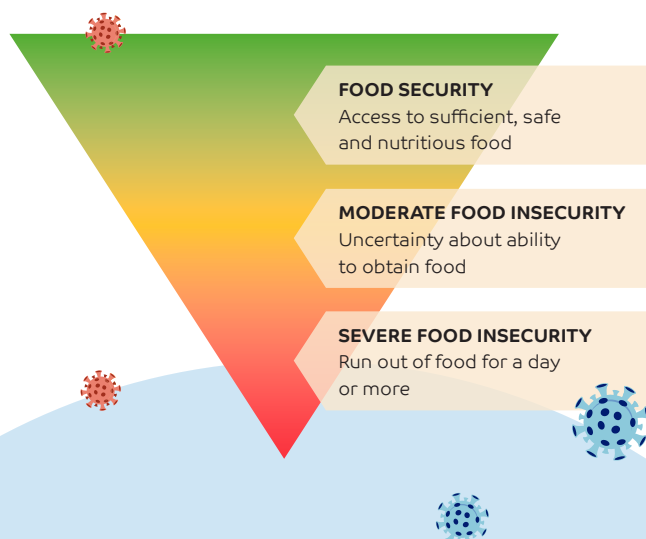 FOOD SECURITY
Access to sufficient, safe
and nutritious food
MODERATE FOOD INSECURITY
Uncertainty about ability
to obtain food
SEVERE FOOD INSECURITY
Run out of food for a day
or more